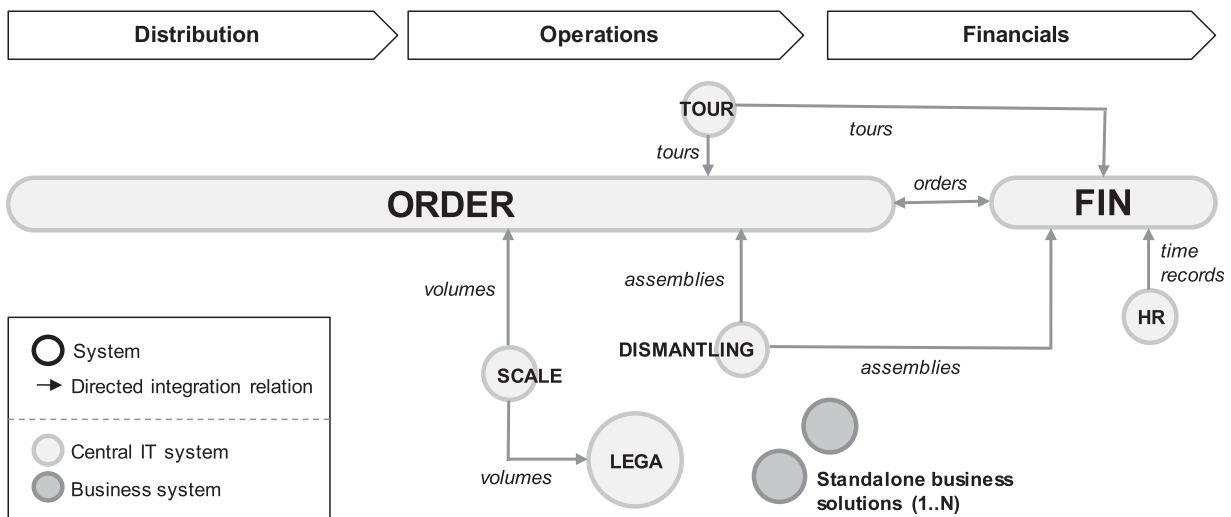 Distribution
Operations
Financials
TOUR
tours
tours
ORDER
orders
FIN
volumes
assemblies
time
records
HR
DISMANTLING
assemblies
SCALE
volumes
LEGA
Standalone business
solutions (1..N)
System
Directed integration relation
Central IT system
Business system